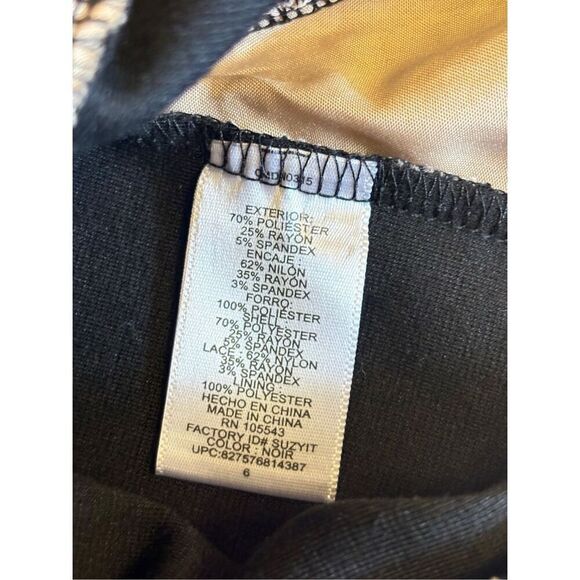 EXTERIOR:
70% POLIÉSTER
25% RAYÓN
5% SPANDEX
ENCAJE :
62% NILÓN
35% RAYÓN
3% SPANDEX
FORRO:
100% POLIÉSTER
SHELL:
70% POLYESTER
25% RAYON
5% SPANDEX
LACE : 62% NYLON
35% RAYON
3% SPANDEX
LINING :
100% POLYESTER
HECHO EN CHINA
MADE IN CHINA
RN 105543
FACTORY ID# SUZYIT
COLOR : NOIR
UPC:827576814387
6